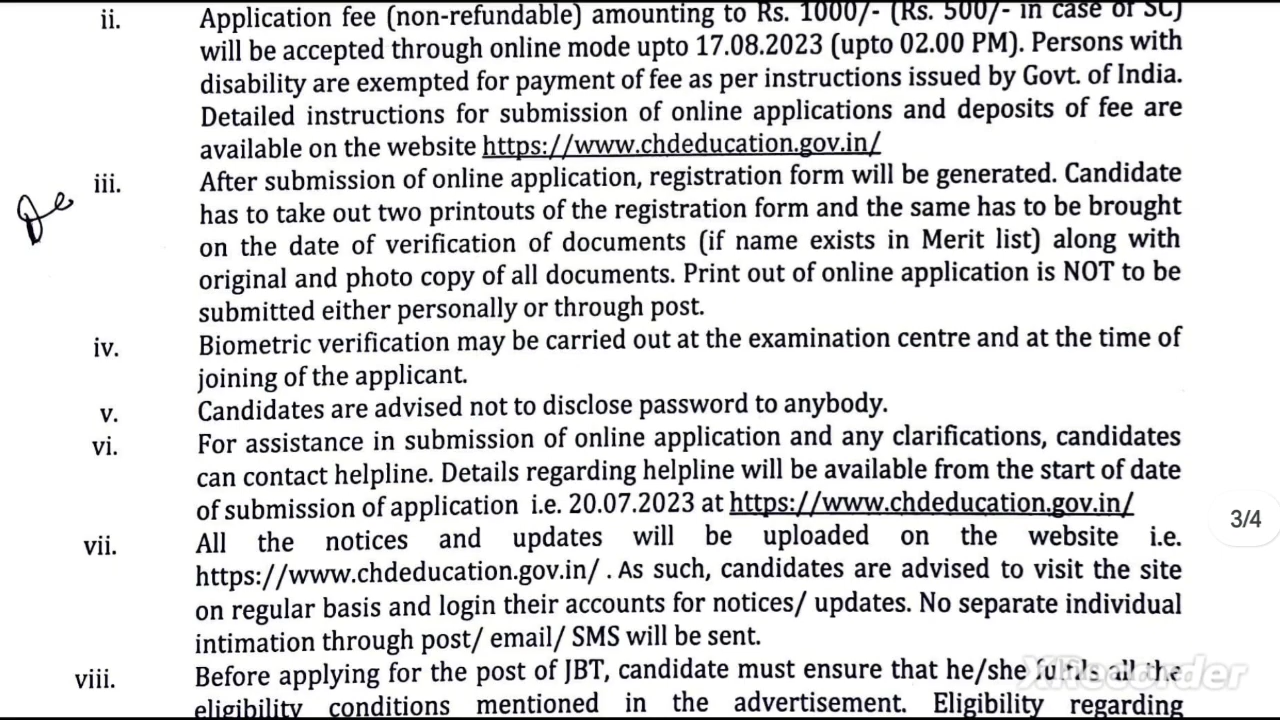 ii. Application fee (non-refundable) amounting to Rs. 1000/- (Rs. 500/- in case of SC)
will be accepted through online mode upto 17.08.2023 (upto 02.00 PM). Persons with
disability are exempted for payment of fee as per instructions issued by Govt. of India.
Detailed instructions for submission of online applications and deposits of fee are
available on the website https://www.chdeducation.gov.in/
iii. After submission of online application, registration form will be generated. Candidate
has to take out two printouts of the registration form and the same has to be brought
on the date of verification of documents (if name exists in Merit list) along with
original and photo copy of all documents. Print out of online application is NOT to be
submitted either personally or through post.
iv. Biometric verification may be carried out at the examination centre and at the time of
joining of the applicant.
v. Candidates are advised not to disclose password to anybody.
vi. For assistance in submission of online application and any clarifications, candidates
can contact helpline. Details regarding helpline will be available from the start of date
of submission of application i.e. 20.07.2023 at https://www.chdeducation.gov.in/
3/4
vii. All the notices and updates will be uploaded on the website i.e.
https://www.chdeducation.gov.in/ . As such, candidates are advised to visit the site
on regular basis and login their accounts for notices/ updates. No separate individual
intimation through post/ email/ SMS will be sent.
viii. Before applying for the post of JBT, candidate must ensure that he/she fulfils all the
XRecorder
eligibility conditions mentioned in the advertisement. Eligibility regarding